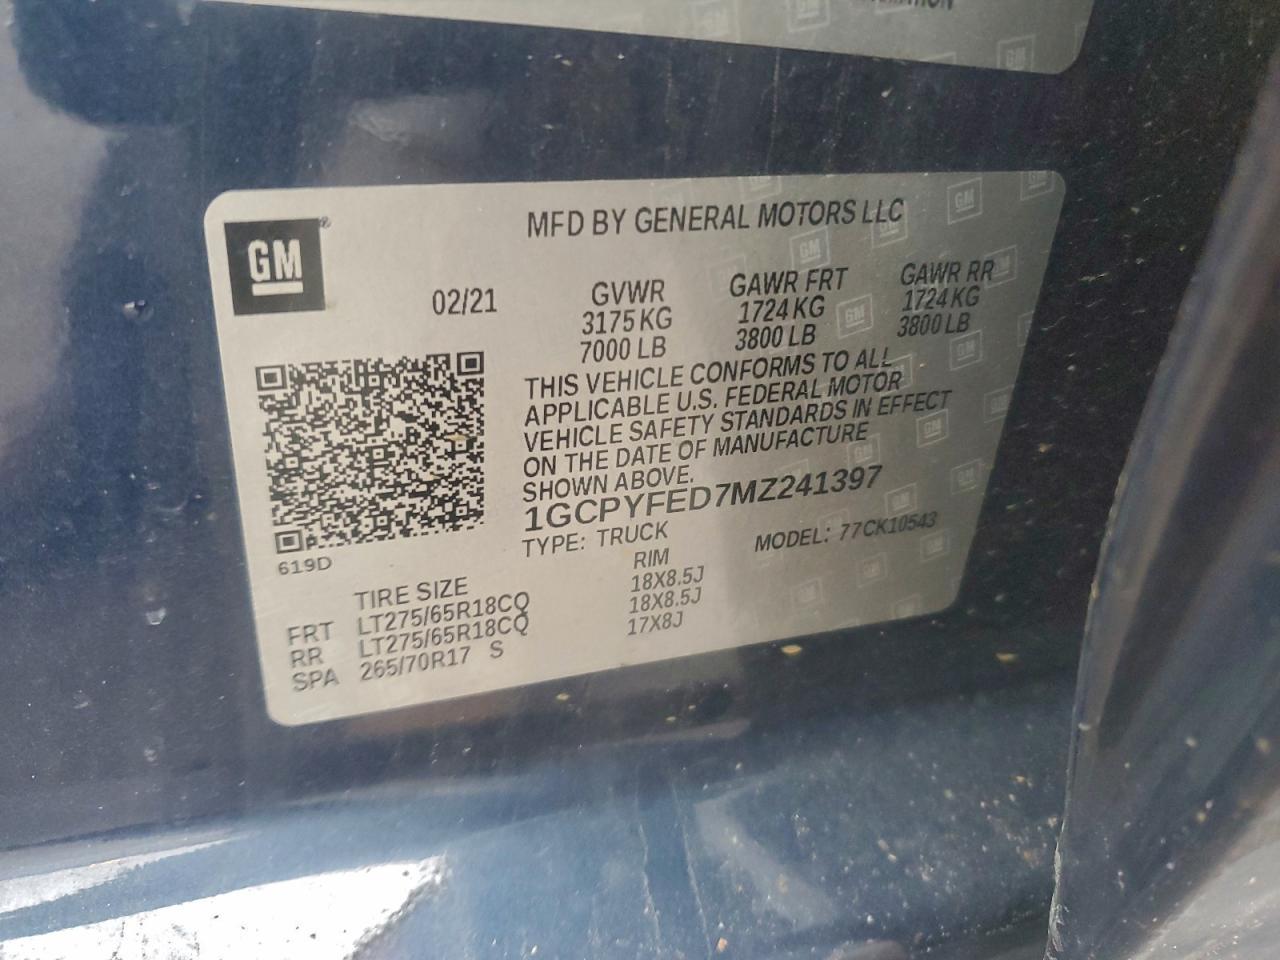 GM
®
MFD BY GENERAL MOTORS LLC
02/21
GVWR GAWR FRT GAWR RR
3175 KG 1724 KG 1724 KG
7000 LB 3800 LB 3800 LB
THIS VEHICLE CONFORMS TO ALL
APPLICABLE U.S. FEDERAL MOTOR
VEHICLE SAFETY STANDARDS IN EFFECT
ON THE DATE OF MANUFACTURE
SHOWN ABOVE.
1GCPYFED7MZ241397
TYPE: TRUCK MODEL: 77CK10543
619D
TIRE SIZE RIM
FRT LT275/65R18CQ 18X8.5J
RR LT275/65R18CQ 18X8.5J
SPA 265/70R17 S 17X8J